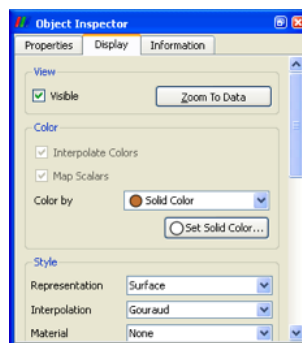 Object Inspector
Properties Display Information
View
Visible Zoom To Data
Color
Interpolate Colors
Map Scalars
Color by Solid Color
Set Solid Color...
Style
Representation Surface
Interpolation Gouraud
Material None